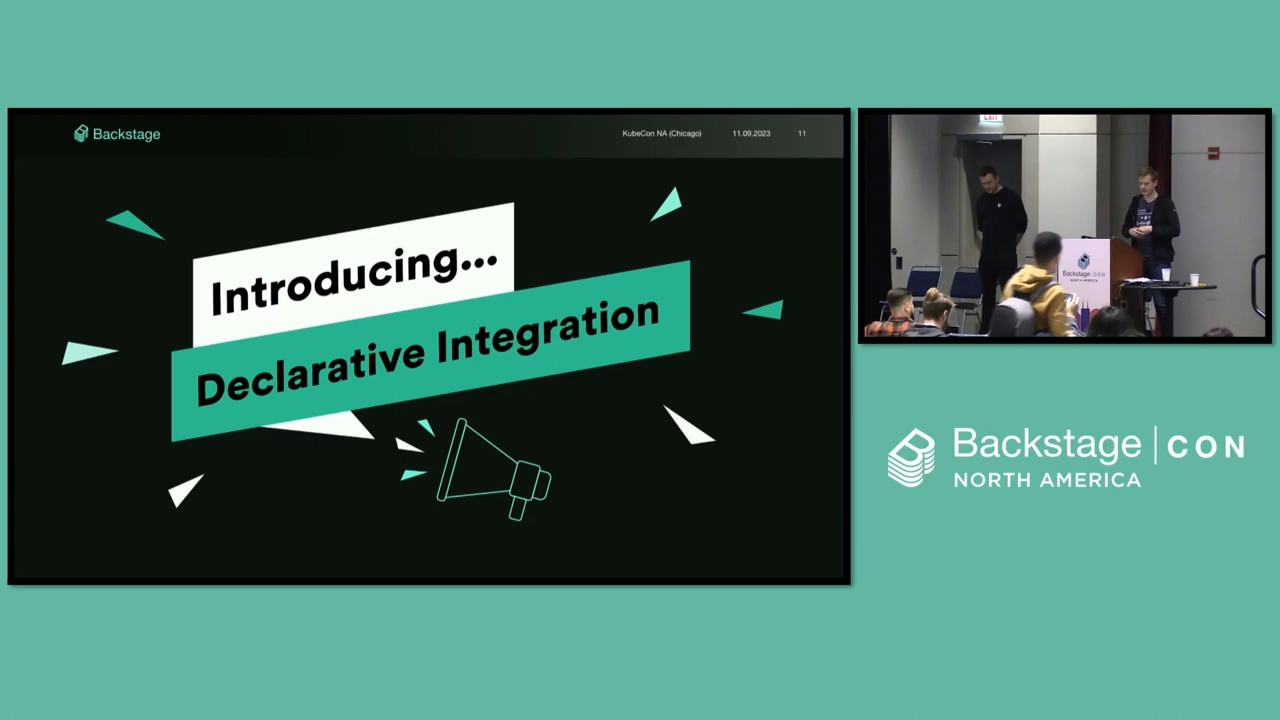 Backstage
KubeCon NA (Chicago) 11.09.2023 11
Introducing...
Declarative Integration
EXIT
Backstage CON
NORTH AMERICA
Backstage CON
NORTH AMERICA